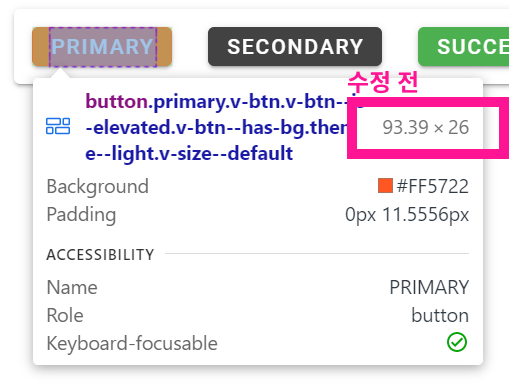 PRIMARY SECONDARY SUCCE
수정 전
button.primary.v-btn.v-btn--i
-elevated.v-btn--has-bg.them
e--light.v-size--default
93.39 × 26
Background #FF5722
Padding 0px 11.5556px
ACCESSIBILITY
Name PRIMARY
Role button
Keyboard-focusable